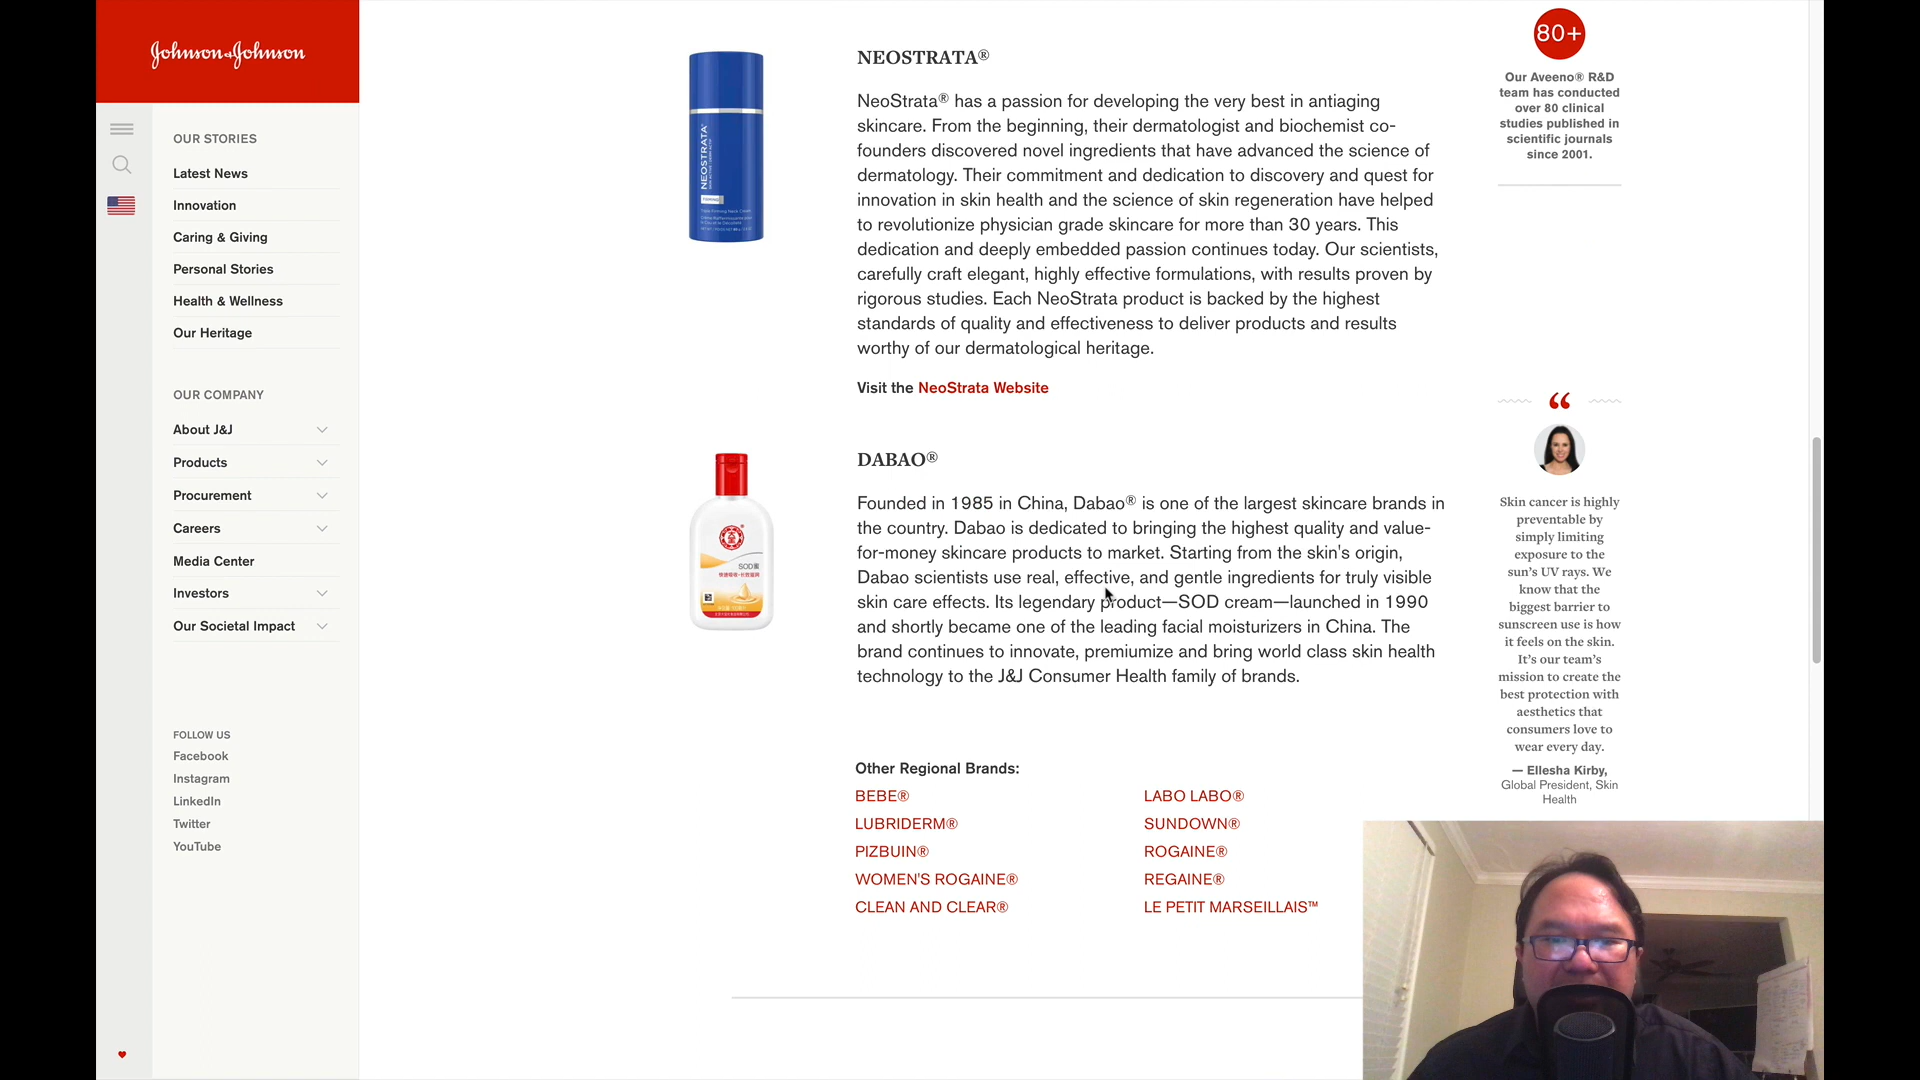 Johnson&Johnson
OUR STORIES
Latest News
Innovation
Caring & Giving
Personal Stories
Health & Wellness
Our Heritage
OUR COMPANY
About J&J
Products
Procurement
Careers
Media Center
Investors
Our Societal Impact
FOLLOW US
Facebook
Instagram
LinkedIn
Twitter
YouTube
NEOSTRATA
NEOSTRATA®
NeoStrata® has a passion for developing the very best in antiaging
skincare. From the beginning, their dermatologist and biochemist co-
founders discovered novel ingredients that have advanced the science of
dermatology. Their commitment and dedication to discovery and quest for
innovation in skin health and the science of skin regeneration have helped
to revolutionize physician grade skincare for more than 30 years. This
dedication and deeply embedded passion continues today. Our scientists,
carefully craft elegant, highly effective formulations, with results proven by
rigorous studies. Each NeoStrata product is backed by the highest
standards of quality and effectiveness to deliver products and results
worthy of our dermatological heritage.
Visit the NeoStrata Website
SOD蜜
DABAO®
Founded in 1985 in China, Dabao® is one of the largest skincare brands in
the country. Dabao is dedicated to bringing the highest quality and value-
for-money skincare products to market. Starting from the skin's origin,
Dabao scientists use real, effective, and gentle ingredients for truly visible
skin care effects. Its legendary product—SOD cream—launched in 1990
and shortly became one of the leading facial moisturizers in China. The
brand continues to innovate, premiumize and bring world class skin health
technology to the J&J Consumer Health family of brands.
Other Regional Brands:
BEBE®
LUBRIDERM®
PIZBUIN®
WOMEN'S ROGAINE®
CLEAN AND CLEAR®
LABO LABO®
SUNDOWN®
ROGAINE®
REGAINE®
LE PETIT MARSEILLAIS™
80+
Our Aveeno® R&D
team has conducted
over 80 clinical
studies published in
scientific journals
since 2001.
“
Skin cancer is highly
preventable by
simply limiting
exposure to the
sun's UV rays. We
know that the
biggest barrier to
sunscreen use is how
it feels on the skin.
It's our team's
mission to create the
best protection with
aesthetics that
consumers love to
wear every day.
— Ellesha Kirby,
Global President, Skin
Health